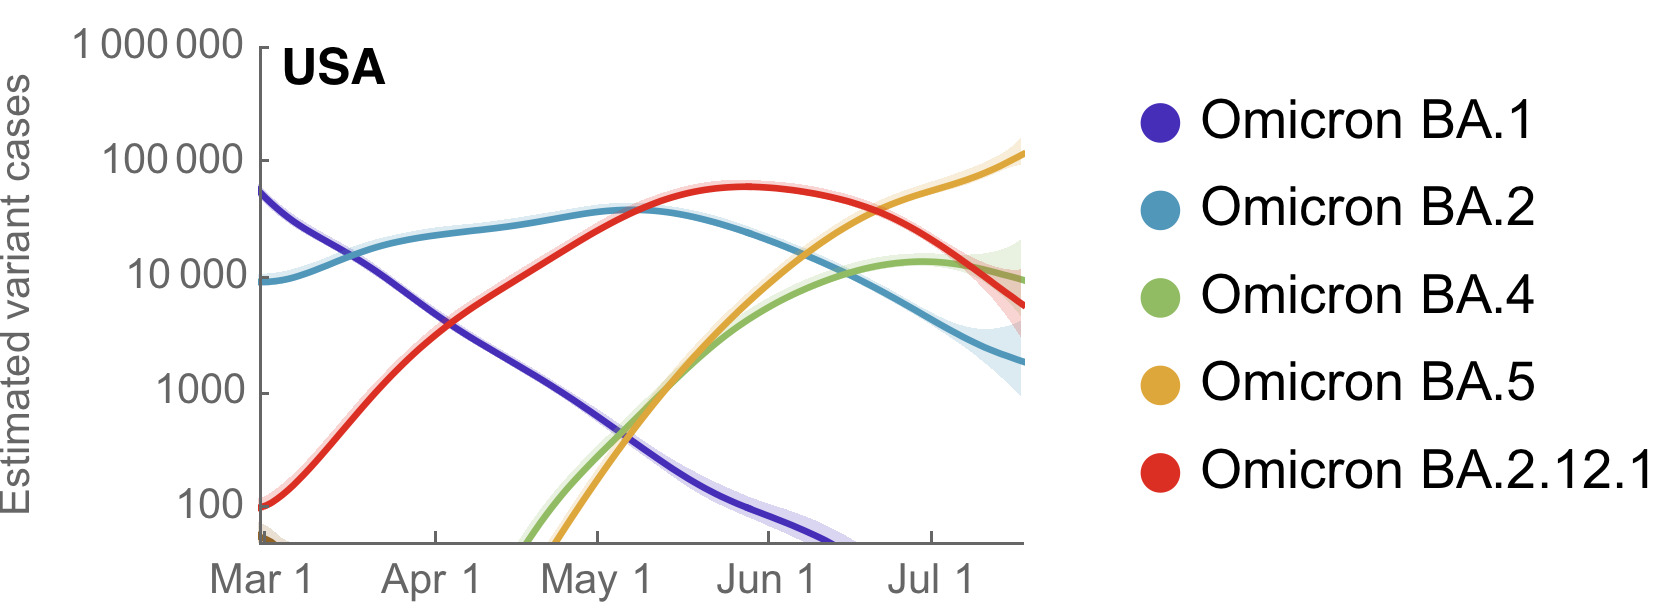 USA
Estimated variant cases
1 000 000
100 000
10 000
1000
100
Mar 1
Apr 1
May 1
Jun 1
Jul 1
Omicron BA.1
Omicron BA.2
Omicron BA.4
Omicron BA.5
Omicron BA.2.12.1